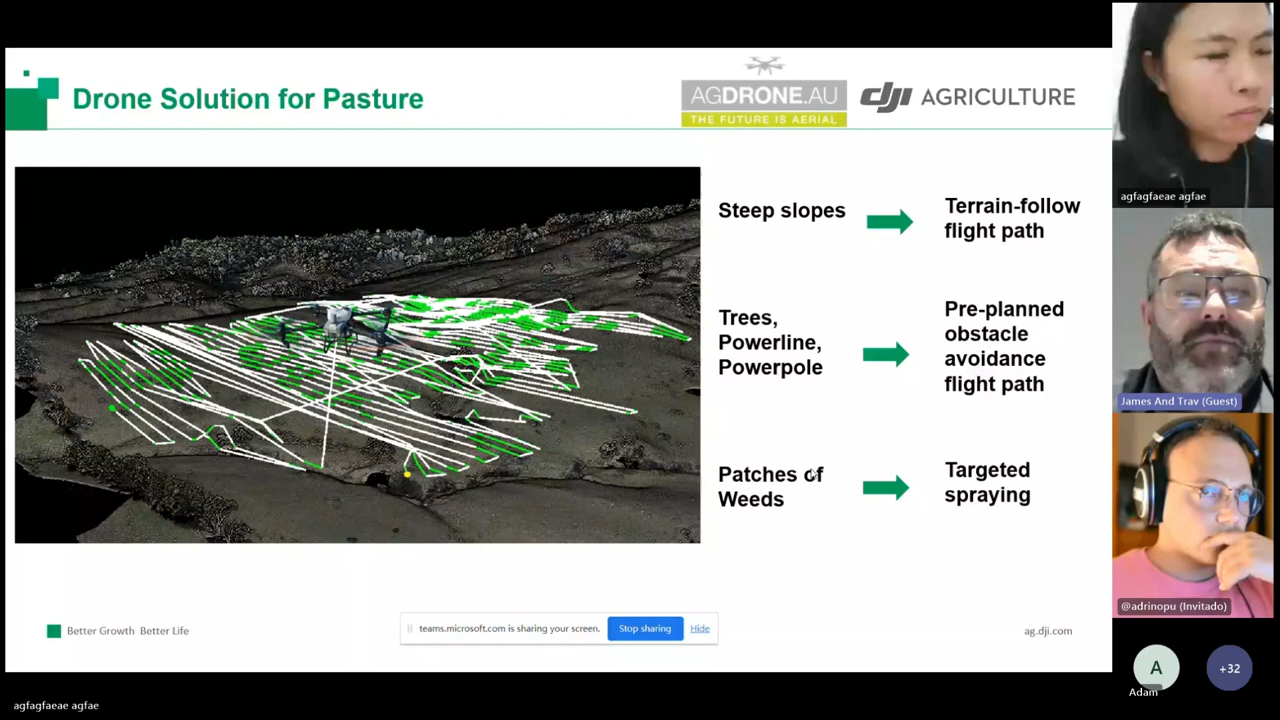 Drone Solution for Pasture
AGDRONE.AU
THE FUTURE IS AERIAL
dji AGRICULTURE
Steep slopes
Terrain-follow
flight path
Trees,
Powerline,
Powerpole
Pre-planned
obstacle
avoidance
flight path
Patches of
Weeds
Targeted
spraying
teams.microsoft.com is sharing your screen.
Stop sharing
Hide
Better Growth Better Life
ag.dji.com
agfagfaeae agfae
James And Trav (Guest)
@adrinopu (Invitado)
A
Adam
+32
agfagfaeae agfae